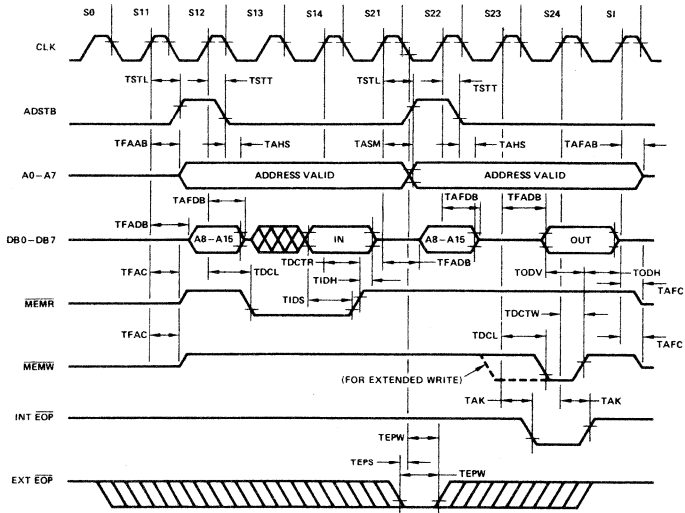 S0 S11 S12 S13 S14 S21 S22 S23 S24 SI
CLK
TSTL TSTT TSTL TSTT
ADSTB
TFAAB TAHS TASM TAHS TAFAB
A0–A7 ADDRESS VALID ADDRESS VALID
TAFDB TAFDB TFADB
TFADB
DB0–DB7 A8–A15 IN A8–A15 OUT
TDCTR TFADB
TFAC TDCL TIDH TODV TODH
TIDS TAFC
MEMR
TDCTW
TFAC TDCL TAFC
MEMW
(FOR EXTENDED WRITE)
TAK TAK
INT EOP
TEPW
TEPS TEPW
EXT EOP